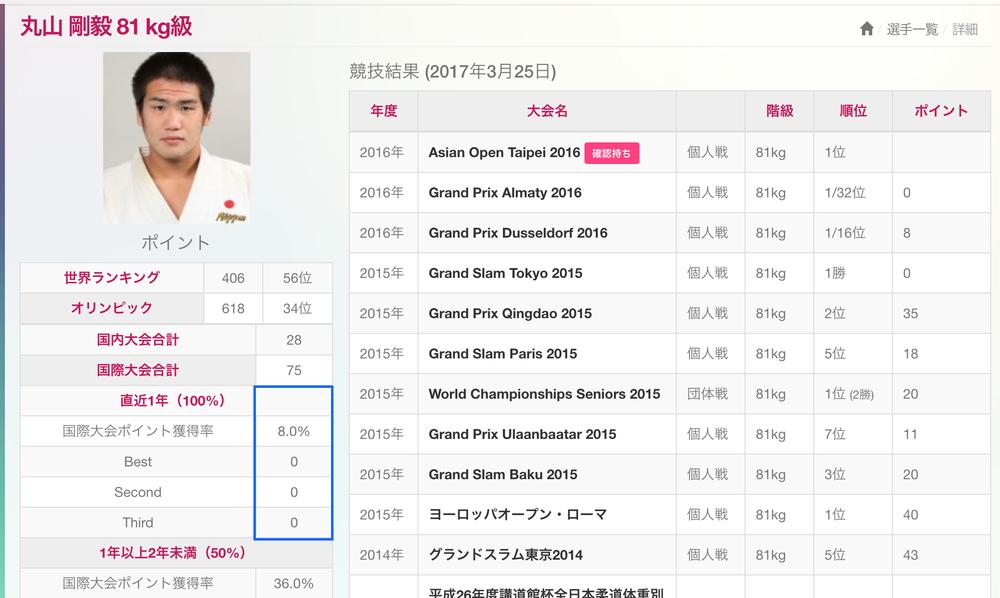 丸山 剛毅 81 kg級
選手一覧 / 詳細
ポイント
世界ランキング 406 56位
オリンピック 618 34位
国内大会合計 28
国際大会合計 75
直近1年（100%）
国際大会ポイント獲得率 8.0%
Best 0
Second 0
Third 0
1年以上2年未満（50%）
国際大会ポイント獲得率 36.0%
競技結果 (2017年3月25日)
年度 大会名 階級 順位 ポイント
2016年 Asian Open Taipei 2016 確認持ち 個人戦 81kg 1位
2016年 Grand Prix Almaty 2016 個人戦 81kg 1/32位 0
2016年 Grand Prix Dusseldorf 2016 個人戦 81kg 1/16位 8
2015年 Grand Slam Tokyo 2015 個人戦 81kg 1勝 0
2015年 Grand Prix Qingdao 2015 個人戦 81kg 2位 35
2015年 Grand Slam Paris 2015 個人戦 81kg 5位 18
2015年 World Championships Seniors 2015 団体戦 81kg 1位 (2勝) 20
2015年 Grand Prix Ulaanbaatar 2015 個人戦 81kg 7位 11
2015年 Grand Slam Baku 2015 個人戦 81kg 3位 20
2015年 ヨーロッパオープン・ローマ 個人戦 81kg 1位 40
2014年 グランドスラム東京2014 個人戦 81kg 5位 43
平成26年度講道館杯全日本柔道体重別